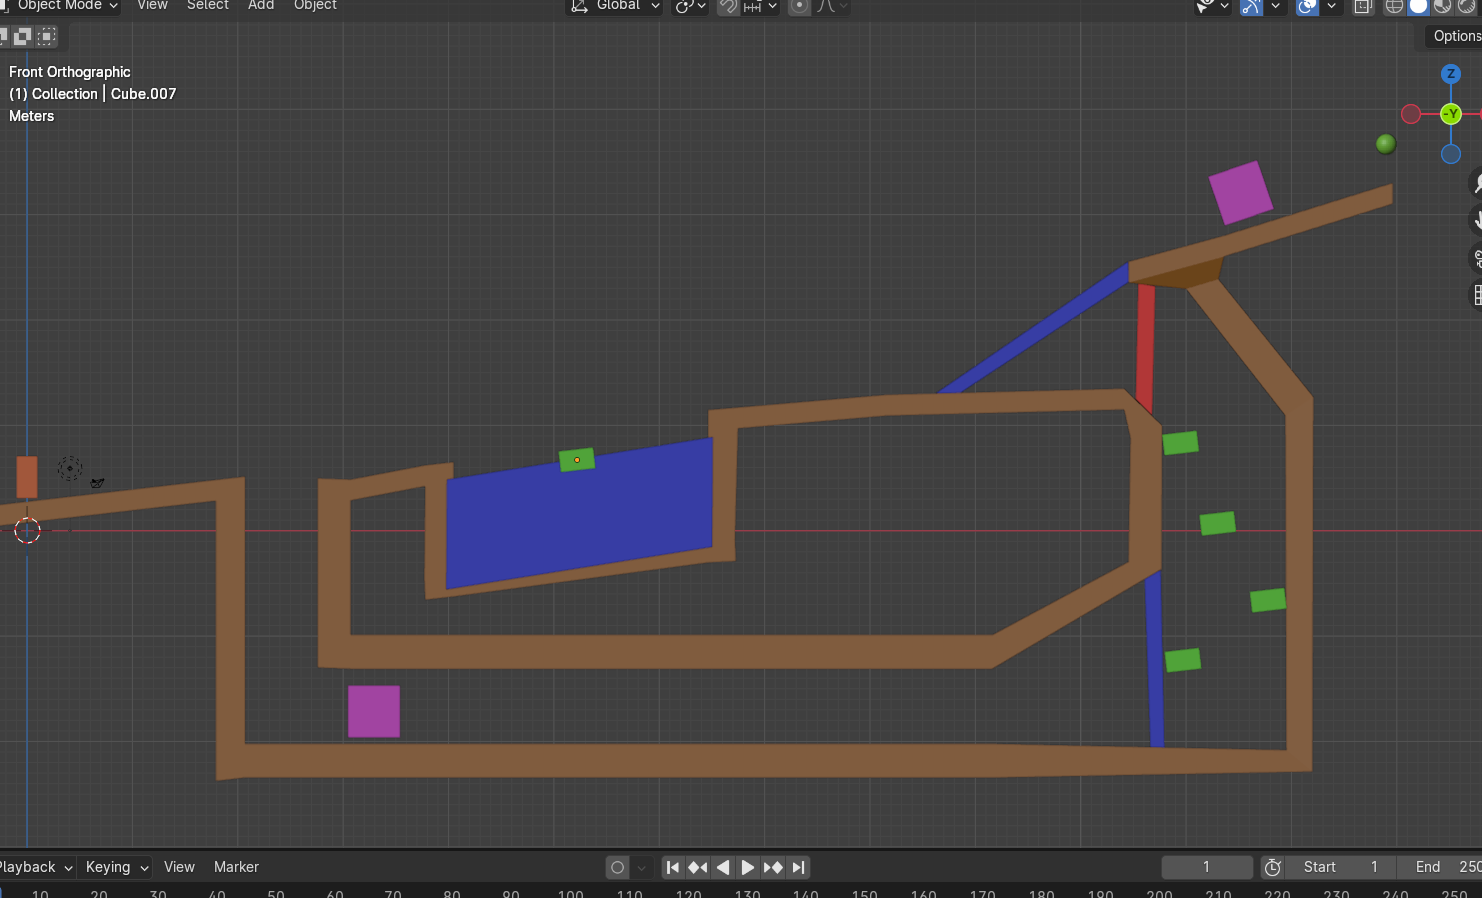 Object Mode View Select Add Object Global
Options
Front Orthographic
(1) Collection | Cube.007
Meters
Z
-Y
Playback Keying View Marker 1 Start 1 End 250
10 20 30 40 50 60 70 80 90 100 110 120 130 140 150 160 170 180 190 200 210 220 230 240 250